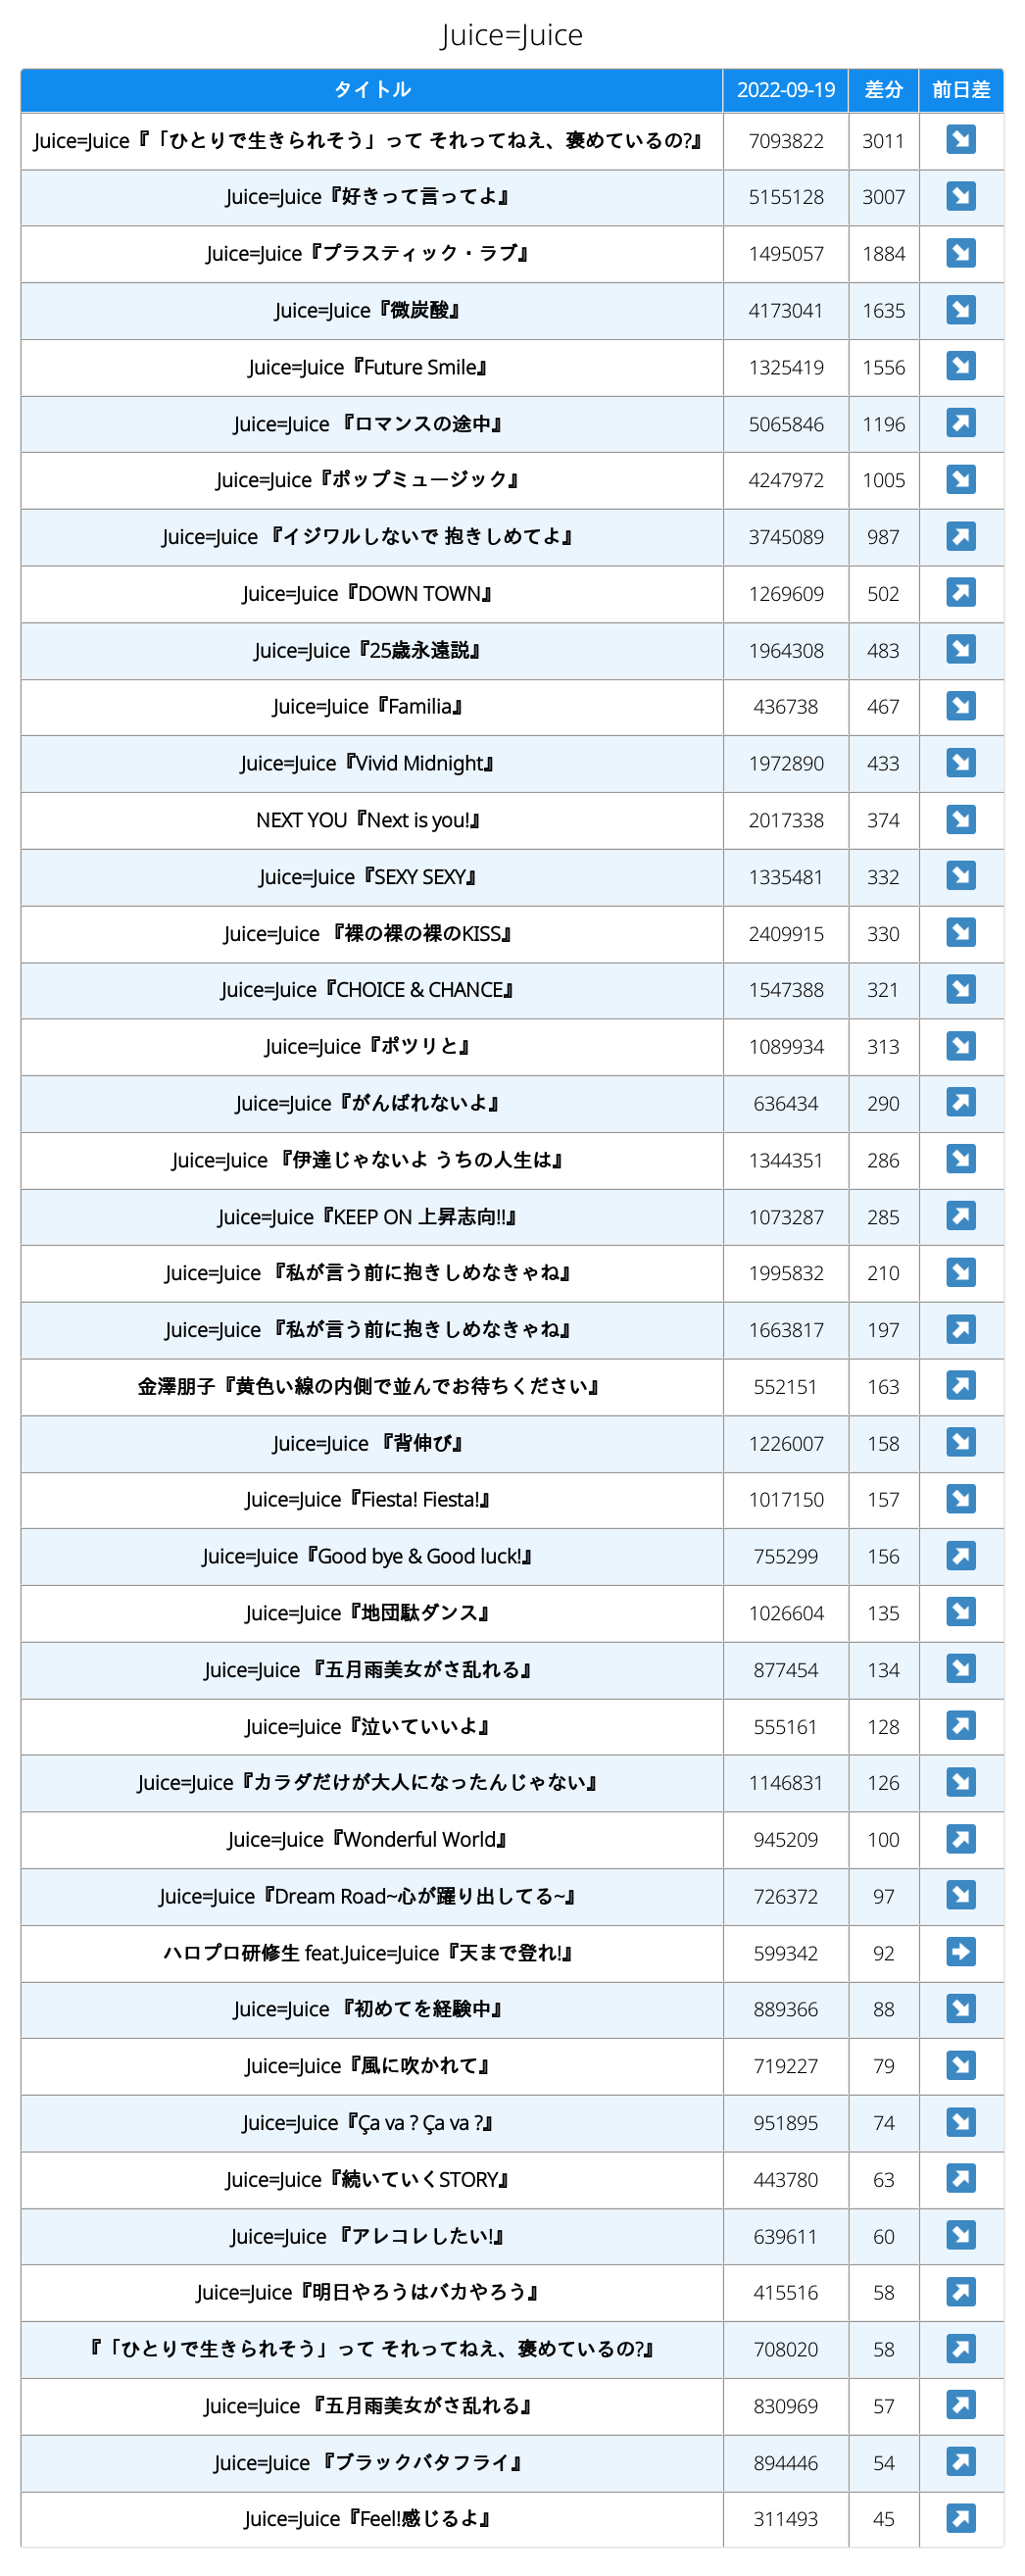 Juice=Juice
タイトル 2022-09-19 差分 前日差
Juice=Juice『「ひとりで生きられそう」って それってねえ、褒めているの?』 7093822 3011 ↘
Juice=Juice『好きって言ってよ』 5155128 3007 ↘
Juice=Juice『プラスティック・ラブ』 1495057 1884 ↘
Juice=Juice『微炭酸』 4173041 1635 ↘
Juice=Juice『Future Smile』 1325419 1556 ↘
Juice=Juice 『ロマンスの途中』 5065846 1196 ↗
Juice=Juice『ポップミュージック』 4247972 1005 ↘
Juice=Juice 『イジワルしないで 抱きしめてよ』 3745089 987 ↗
Juice=Juice『DOWN TOWN』 1269609 502 ↗
Juice=Juice『25歳永遠説』 1964308 483 ↘
Juice=Juice『Familia』 436738 467 ↘
Juice=Juice『Vivid Midnight』 1972890 433 ↘
NEXT YOU『Next is you!』 2017338 374 ↘
Juice=Juice『SEXY SEXY』 1335481 332 ↘
Juice=Juice 『裸の裸の裸のKISS』 2409915 330 ↘
Juice=Juice『CHOICE & CHANCE』 1547388 321 ↘
Juice=Juice『ポツリと』 1089934 313 ↘
Juice=Juice『がんばれないよ』 636434 290 ↗
Juice=Juice 『伊達じゃないよ うちの人生は』 1344351 286 ↘
Juice=Juice『KEEP ON 上昇志向!!』 1073287 285 ↗
Juice=Juice 『私が言う前に抱きしめなきゃね』 1995832 210 ↘
Juice=Juice 『私が言う前に抱きしめなきゃね』 1663817 197 ↗
金澤朋子『黄色い線の内側で並んでお待ちください』 552151 163 ↗
Juice=Juice 『背伸び』 1226007 158 ↘
Juice=Juice『Fiesta! Fiesta!』 1017150 157 ↘
Juice=Juice『Good bye & Good luck!』 755299 156 ↗
Juice=Juice『地団駄ダンス』 1026604 135 ↘
Juice=Juice 『五月雨美女がさ乱れる』 877454 134 ↘
Juice=Juice『泣いていいよ』 555161 128 ↗
Juice=Juice『カラダだけが大人になったんじゃない』 1146831 126 ↘
Juice=Juice『Wonderful World』 945209 100 ↗
Juice=Juice『Dream Road~心が躍り出してる~』 726372 97 ↘
ハロプロ研修生 feat.Juice=Juice『天まで登れ!』 599342 92 ➡
Juice=Juice 『初めてを経験中』 889366 88 ↘
Juice=Juice『風に吹かれて』 719227 79 ↘
Juice=Juice『Ça va ? Ça va ?』 951895 74 ↘
Juice=Juice『続いていくSTORY』 443780 63 ↗
Juice=Juice 『アレコレしたい!』 639611 60 ↘
Juice=Juice『明日やろうはバカやろう』 415516 58 ↗
『「ひとりで生きられそう」って それってねえ、褒めているの?』 708020 58 ↗
Juice=Juice 『五月雨美女がさ乱れる』 830969 57 ↗
Juice=Juice 『ブラックバタフライ』 894446 54 ↗
Juice=Juice『Feel!感じるよ』 311493 45 ↗